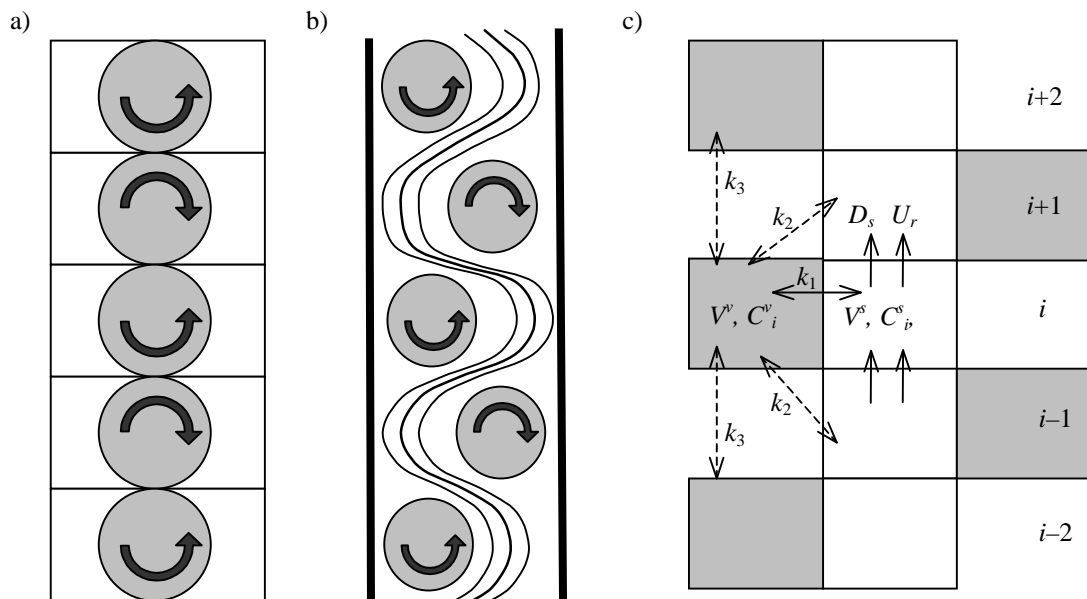 a)
b)
c)
i+2
k3
k2
Ds Ur
i+1
k1
Vv, Cvi
Vs, Csi,
i
k2
k3
i–1
i–2